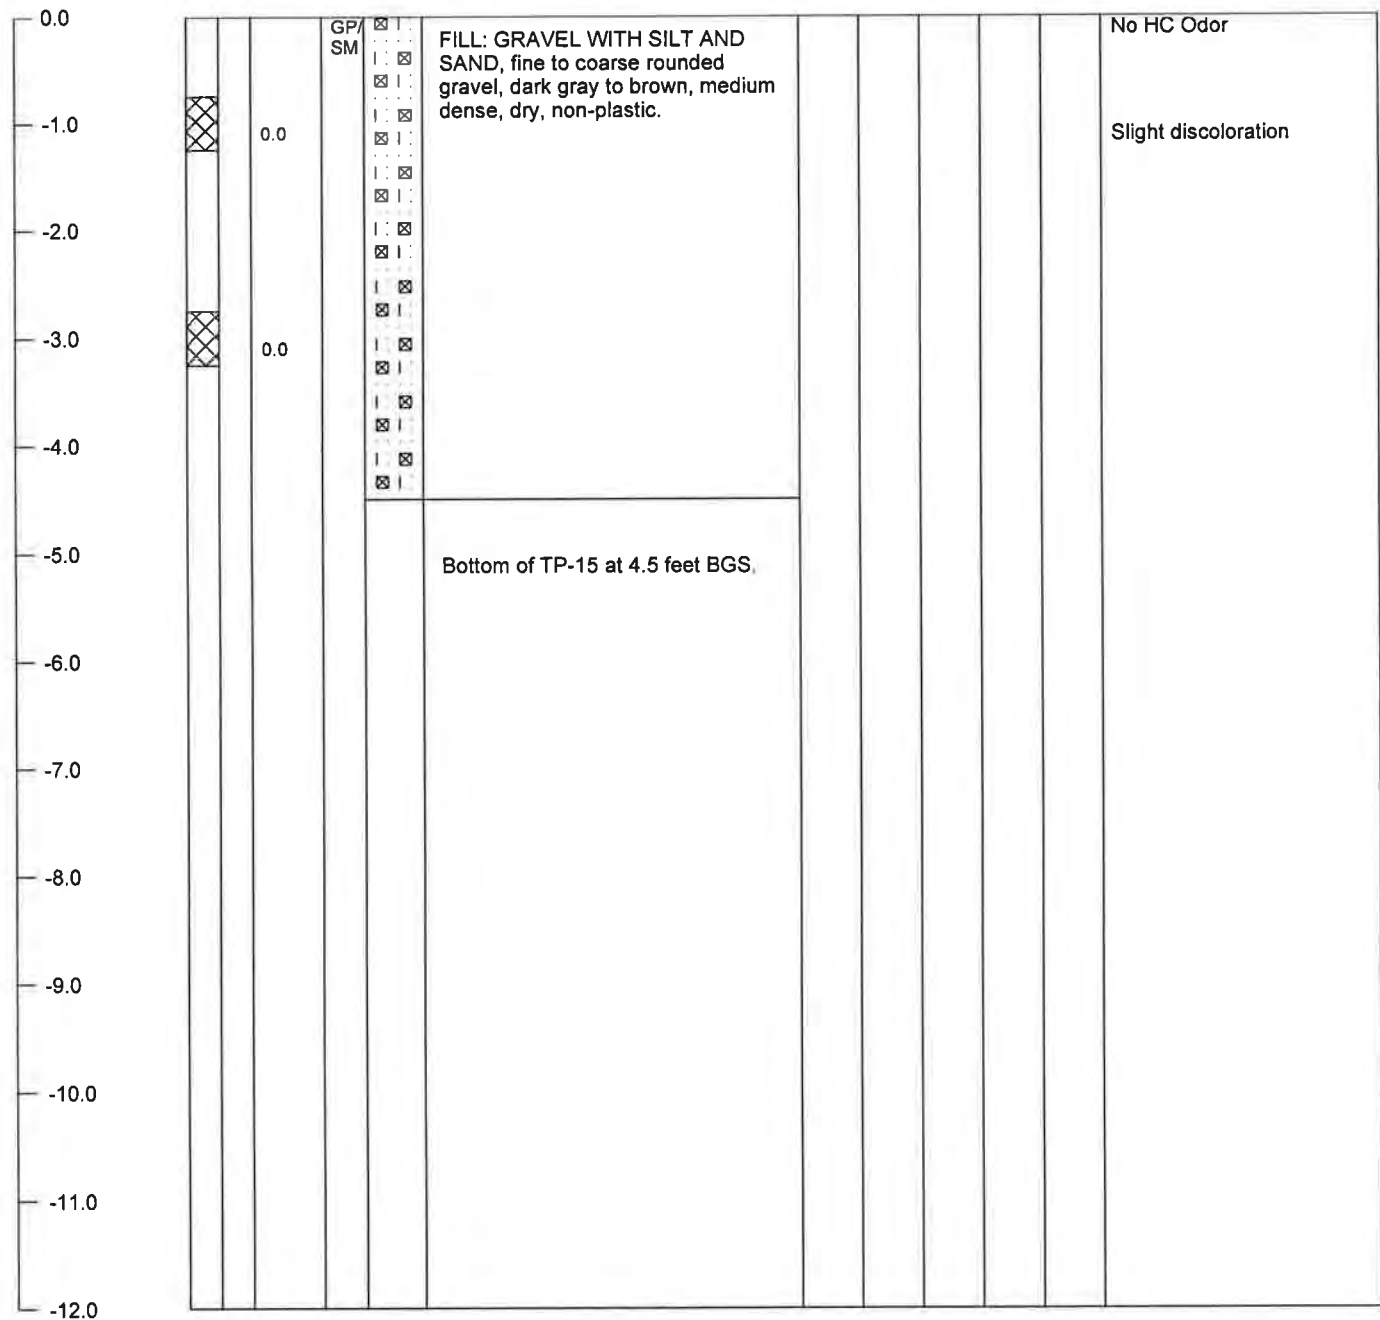 0.0
GP/
SM
FILL: GRAVEL WITH SILT AND
SAND, fine to coarse rounded
gravel, dark gray to brown, medium
dense, dry, non-plastic.
No HC Odor
-1.0
0.0
Slight discoloration
-2.0
-3.0
0.0
-4.0
-5.0
Bottom of TP-15 at 4.5 feet BGS.
-6.0
-7.0
-8.0
-9.0
-10.0
-11.0
-12.0